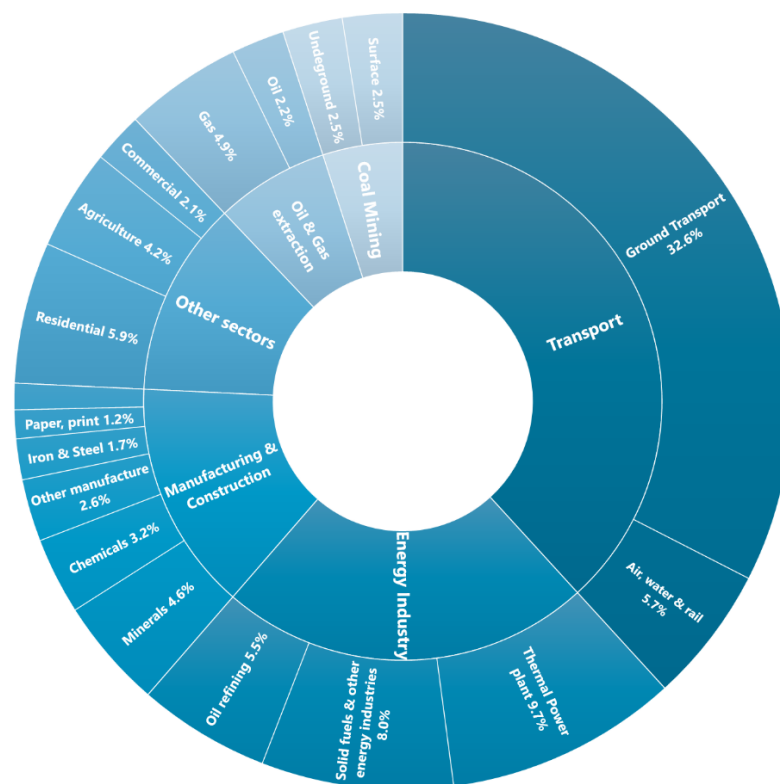 Ground Transport
32.6%
Air, water & rail
5.7%
Transport
Thermal Power
plant 9.7%
Solid fuels & other
energy industries
8.0%
Oil refining 5.5%
Energy Industry
Minerals 4.6%
Chemicals 3.2%
Other manufacture
2.6%
Iron & Steel 1.7%
Paper, print 1.2%
Manufacturing &
Construction
Residential 5.9%
Agriculture 4.2%
Commercial 2.1%
Other sectors
Gas 4.9%
Oil 2.2%
Oil & Gas
extraction
Undeground 2.5%
Surface 2.5%
Coal Mining